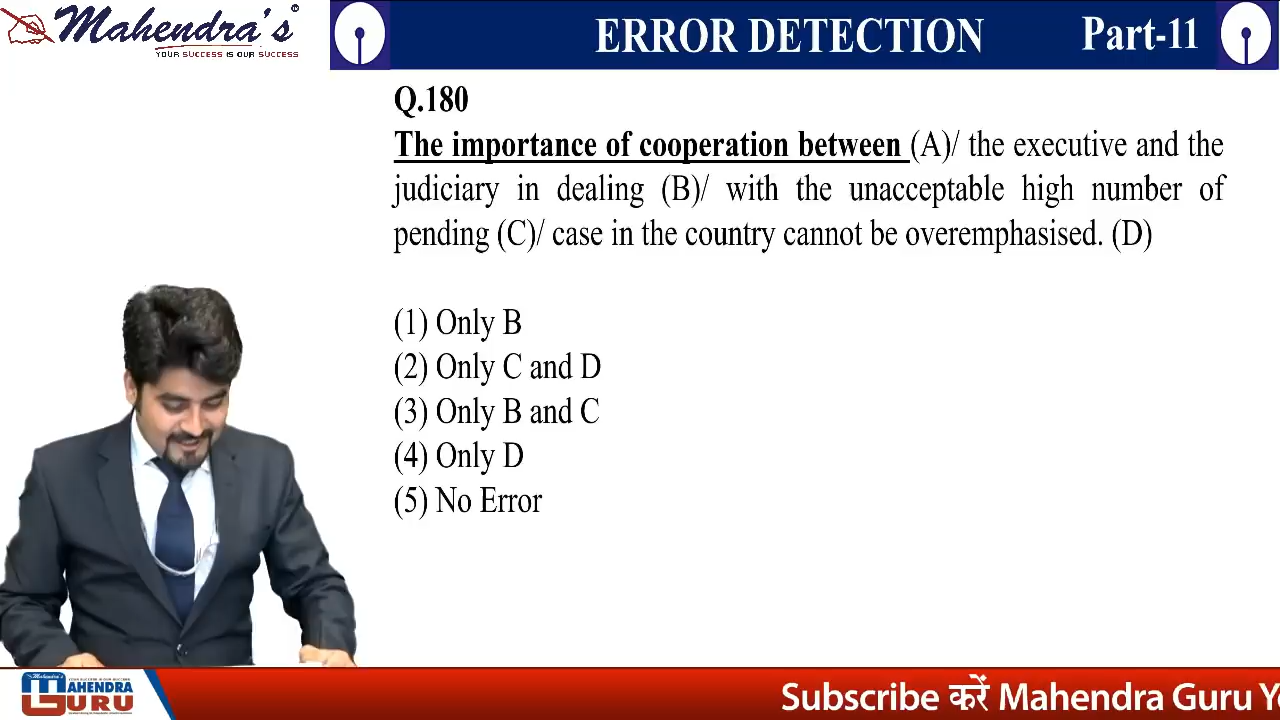 Mahendra's
YOUR SUCCESS IS OUR SUCCESS
ERROR DETECTION
Part-11
Q.180
The importance of cooperation between (A)/ the executive and the
judiciary in dealing (B)/ with the unacceptable high number of
pending (C)/ case in the country cannot be overemphasised. (D)
(1) Only B
(2) Only C and D
(3) Only B and C
(4) Only D
(5) No Error
Mahendra's
MAHENDRA
GURU
Subscribe करें Mahendra Guru Y